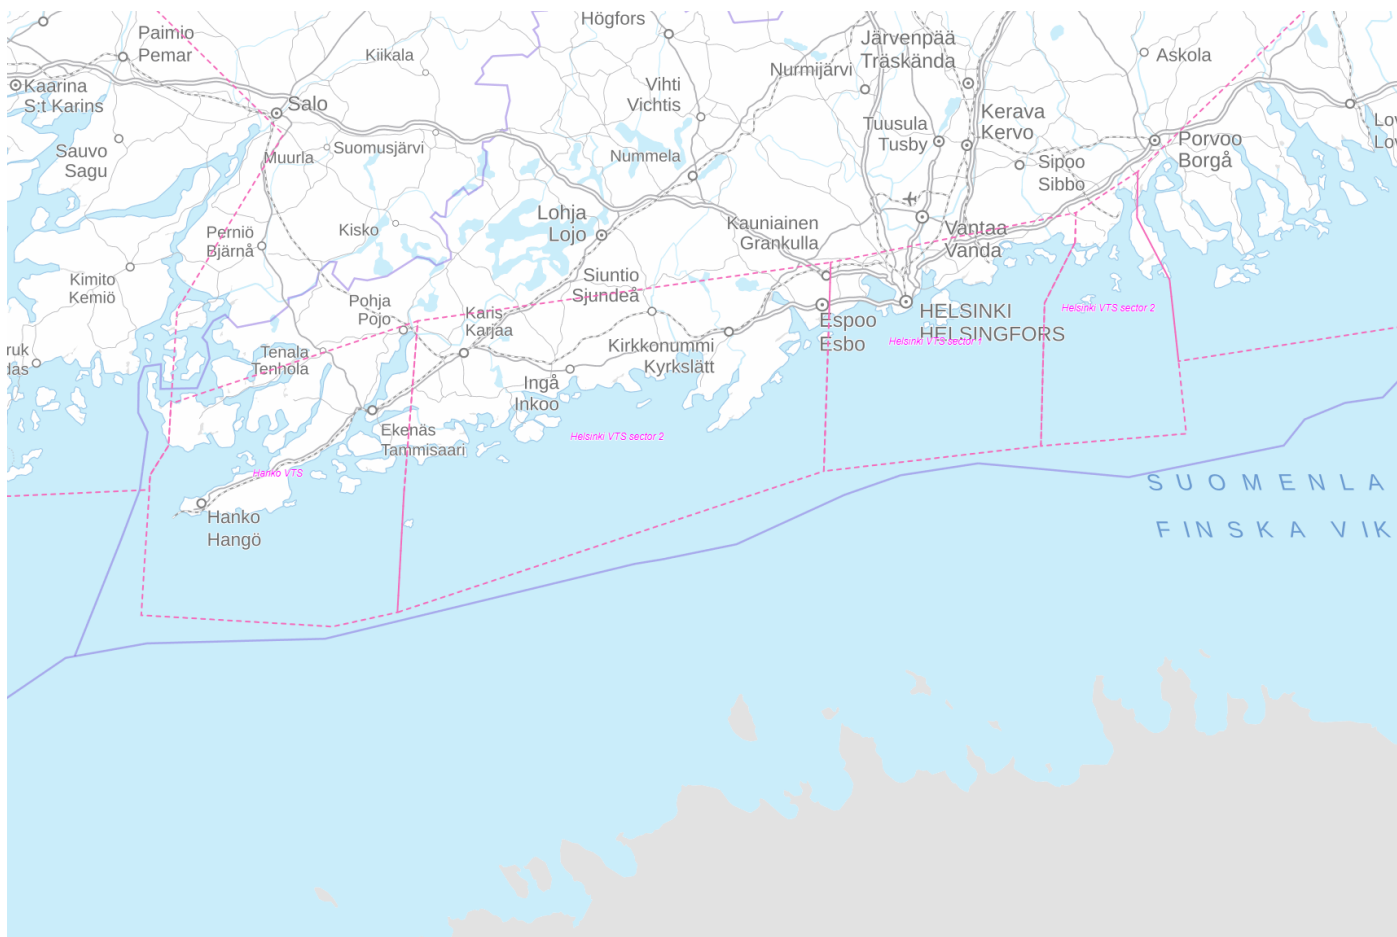 Högfors
Paimio
Pemar
Kiikala
Järvenpää
Träskända
Askola
Nurmijärvi
Vihti
Vichtis
Kaarina
S:t Karins
Salo
Kerava
Kervo
Tuusula
Tusby
Porvoo
Borgå
Sauvo
Sagu
Muurla
Suomusjärvi
Nummela
Sipoo
Sibbo
Lohja
Lojo
Kauniainen
Grankulla
Vantaa
Vanda
Perniö
Bjärnå
Kisko
Kimito
Kemiö
Siuntio
Sjundeå
Pohja
Pojo
Karis
Karjaa
Espoo
Esbo
HELSINKI
HELSINGFORS
Helsinki VTS sector 2
Helsinki VTS sector 1
Kirkkonummi
Kyrkslätt
Tenala
Tenhola
ruk
das
Ingå
Inkoo
Ekenäs
Tammisaari
Helsinki VTS sector 2
Hanko VTS
SUOMENLA
FINSKA VIK
Hanko
Hangö